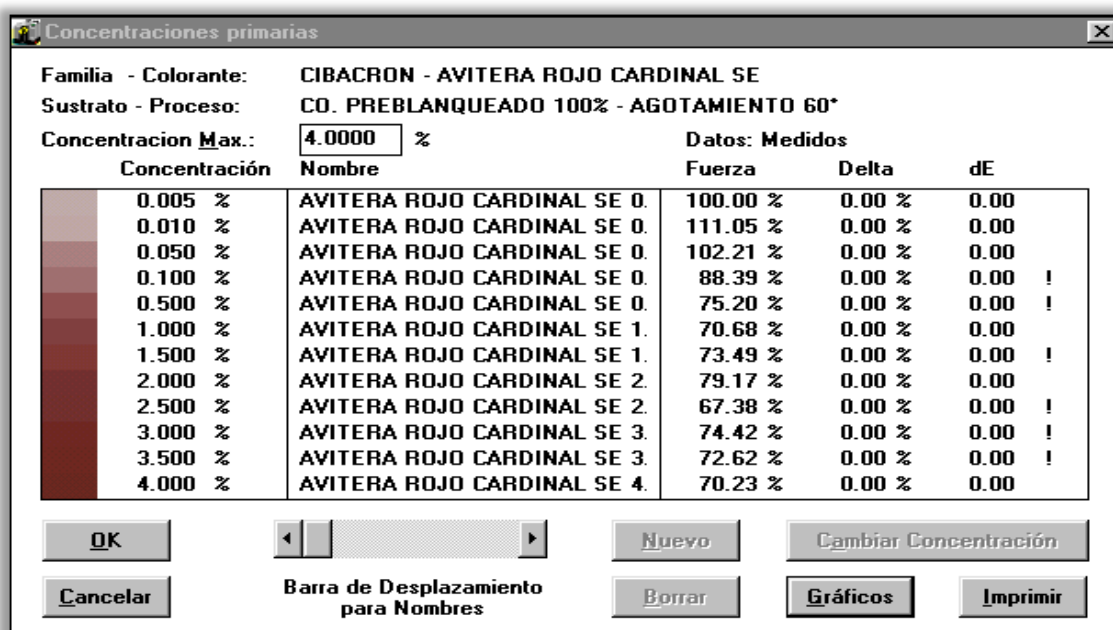 Concentraciones primarias
Familia - Colorante: CIBACRON - AVITERA ROJO CARDINAL SE
Sustrato - Proceso: CO. PREBLANQUEADO 100% - AGOTAMIENTO 60*
Concentracion Max.: 4.0000 % Datos: Medidos
Concentración Nombre Fuerza Delta dE
0.005 % AVITERA ROJO CARDINAL SE 0. 100.00 % 0.00 % 0.00
0.010 % AVITERA ROJO CARDINAL SE 0. 111.05 % 0.00 % 0.00
0.050 % AVITERA ROJO CARDINAL SE 0. 102.21 % 0.00 % 0.00
0.100 % AVITERA ROJO CARDINAL SE 0. 88.39 % 0.00 % 0.00 !
0.500 % AVITERA ROJO CARDINAL SE 0. 75.20 % 0.00 % 0.00 !
1.000 % AVITERA ROJO CARDINAL SE 1. 70.68 % 0.00 % 0.00
1.500 % AVITERA ROJO CARDINAL SE 1. 73.49 % 0.00 % 0.00 !
2.000 % AVITERA ROJO CARDINAL SE 2. 79.17 % 0.00 % 0.00
2.500 % AVITERA ROJO CARDINAL SE 2. 67.38 % 0.00 % 0.00 !
3.000 % AVITERA ROJO CARDINAL SE 3. 74.42 % 0.00 % 0.00 !
3.500 % AVITERA ROJO CARDINAL SE 3. 72.62 % 0.00 % 0.00 !
4.000 % AVITERA ROJO CARDINAL SE 4. 70.23 % 0.00 % 0.00
OK Nuevo Cambiar Concentración
Cancelar Barra de Desplazamiento
para Nombres Borrar Gráficos Imprimir